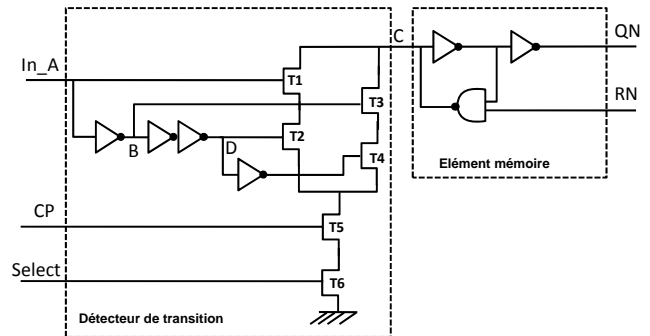 C
QN
In_A
T1
T3
RN
B
D
T2
T4
Elément mémoire
CP
T5
Select
T6
Détecteur de transition